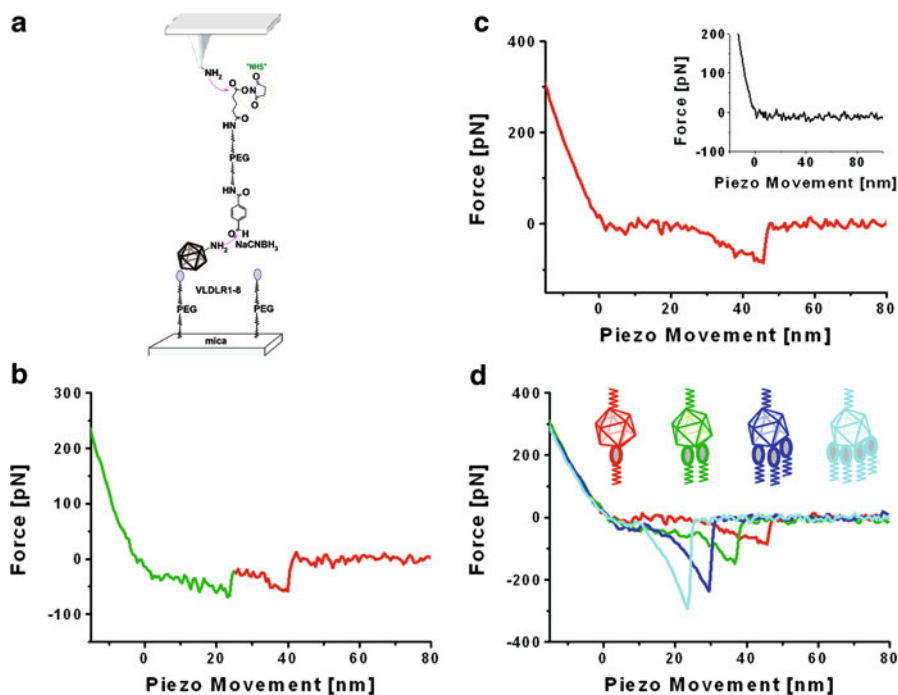 a
NH2
"NHS"
O
O
O
N
O
O
HN
PEG
HN
O
O
H
NH2
NaCNBH3
VLDLR1-8
PEG
PEG
mica
b
300
200
100
0
-100
Force [pN]
0
20
40
60
80
Piezo Movement [nm]
c
400
300
200
0
Force [pN]
0
20
40
60
80
Piezo Movement [nm]
200
100
0
-100
Force [pN]
0
40
80
Piezo Movement [nm]
d
400
200
0
-200
-400
Force [pN]
0
20
40
60
80
Piezo Movement [nm]